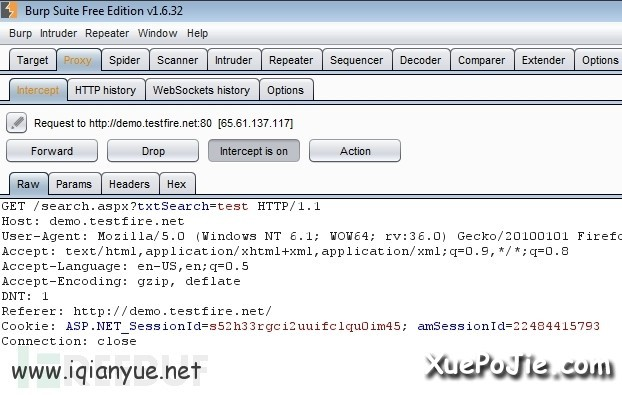 Burp Suite Free Edition v1.6.32
Burp Intruder Repeater Window Help
Target Proxy Spider Scanner Intruder Repeater Sequencer Decoder Comparer Extender Options
Intercept HTTP history WebSockets history Options
Request to http://demo.testfire.net:80 [65.61.137.117]
Forward Drop Intercept is on Action
Raw Params Headers Hex
GET /search.aspx?txtSearch=test HTTP/1.1
Host: demo.testfire.net
User-Agent: Mozilla/5.0 (Windows NT 6.1; WOW64; rv:36.0) Gecko/20100101 Firefo
Accept: text/html,application/xhtml+xml,application/xml;q=0.9,*/*;q=0.8
Accept-Language: en-US,en;q=0.5
Accept-Encoding: gzip, deflate
DNT: 1
Referer: http://demo.testfire.net/
Cookie: ASP.NET_SessionId=s52h33rgci2uuifclqu0im45; amSessionId=22484415793
Connection: close
REEBUF
www.iqianyue.net
XuePoJie.com